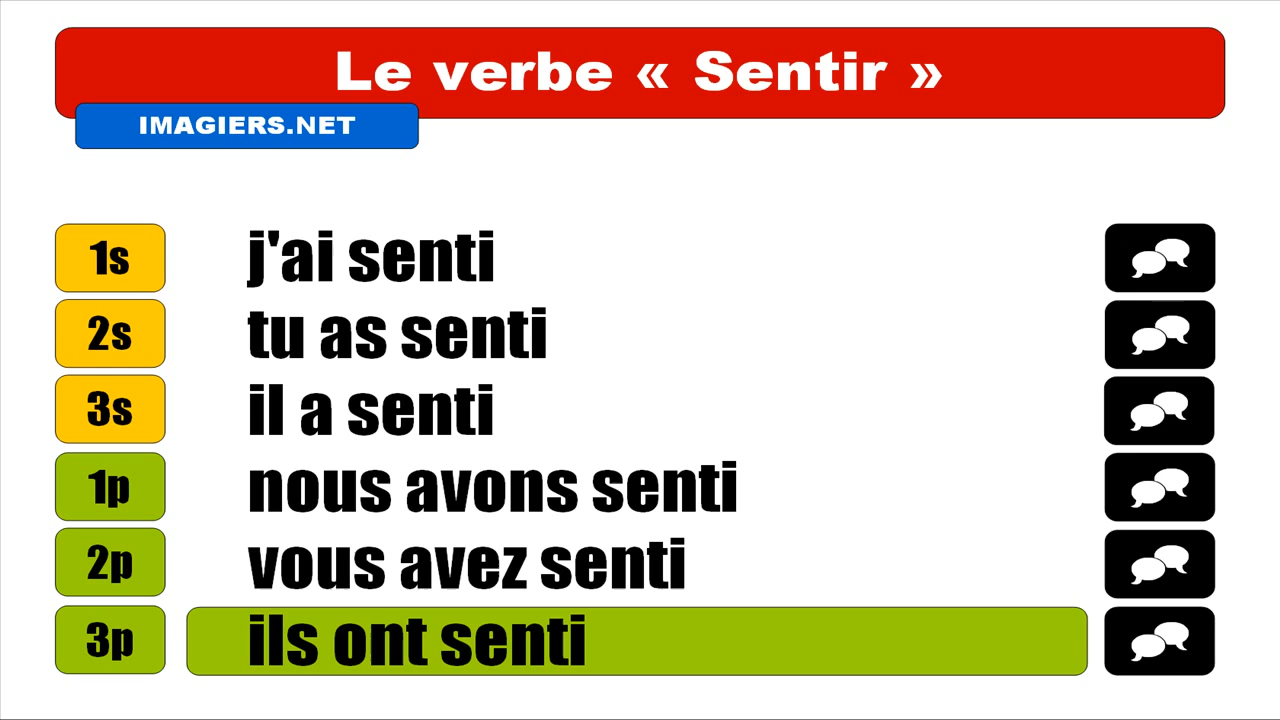 Le verbe « Sentir »
IMAGIERS.NET
1s j'ai senti
2s tu as senti
3s il a senti
1p nous avons senti
2p vous avez senti
3p ils ont senti